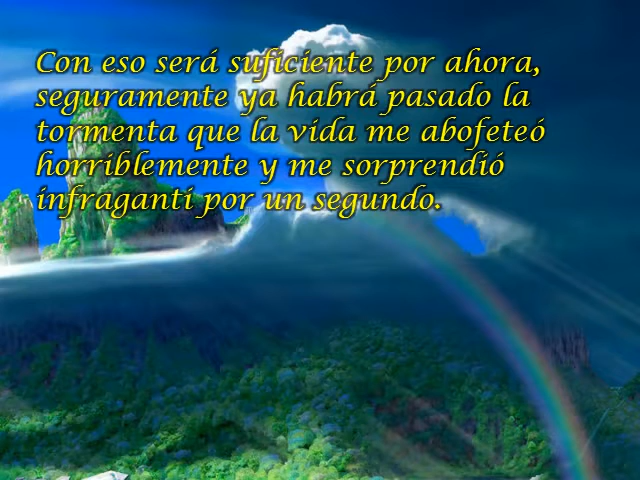 Con eso será suficiente por ahora,
seguramente ya habrá pasado la
tormenta que la vida me abofeteó
horriblemente y me sorprendió
infraganti por un segundo.